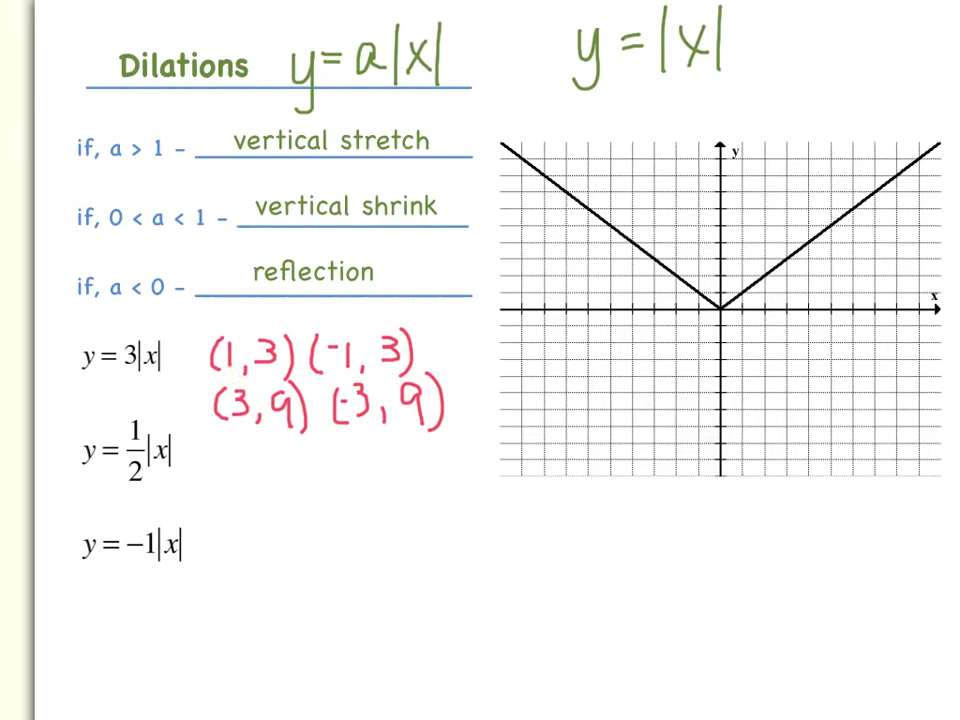 Dilations y = a|x|
y = |x|
if, a > 1 - vertical stretch
if, 0 < a < 1 - vertical shrink
if, a < 0 - reflection
y
x
y = 3|x| (1, 3) (-1, 3)
(3, 9) (-3, 9)
y = 1/2|x|
y = −1|x|